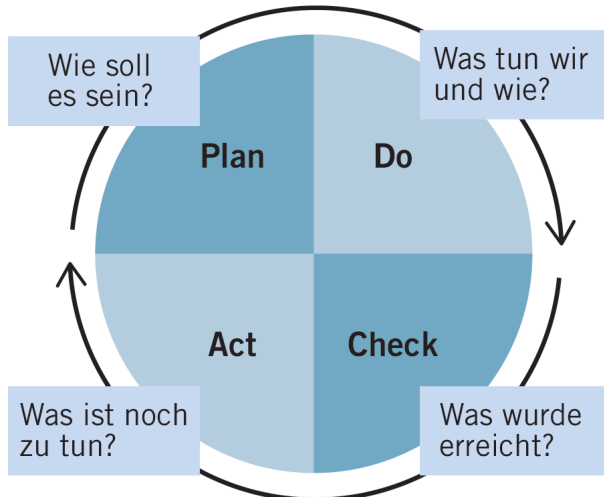 Wie soll
es sein?
Was tun wir
und wie?
Plan
Do
Act
Check
Was ist noch
zu tun?
Was wurde
erreicht?